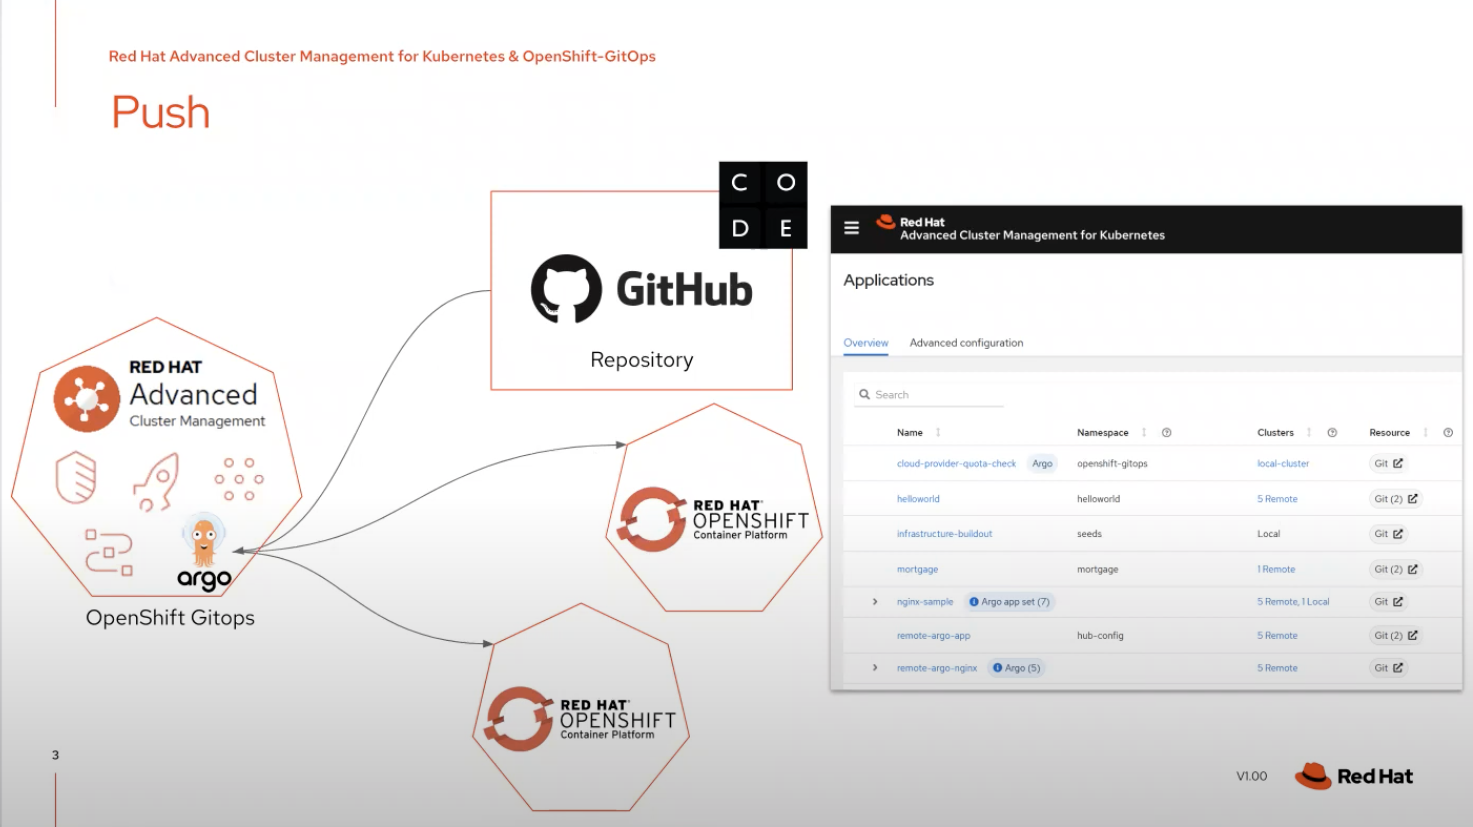 Red Hat Advanced Cluster Management for Kubernetes & OpenShift-GitOps
Push
C O
D E
GitHub
Repository
RED HAT
Advanced
Cluster Management
argo
OpenShift Gitops
RED HAT®
OPENSHIFT
Container Platform
RED HAT®
OPENSHIFT
Container Platform
Red Hat
Advanced Cluster Management for Kubernetes
Applications
Overview Advanced configuration
Search
Name Namespace Clusters Resource
cloud-provider-quota-check Argo openshift-gitops local-cluster Git
helloworld helloworld 5 Remote Git (2)
infrastructure-buildout seeds Local Git
mortgage mortgage 1 Remote Git (2)
nginx-sample Argo app set (7) 5 Remote, 1 Local Git
remote-argo-app hub-config 5 Remote Git (2)
remote-argo-nginx Argo (5) 5 Remote Git
3
V1.00
Red Hat